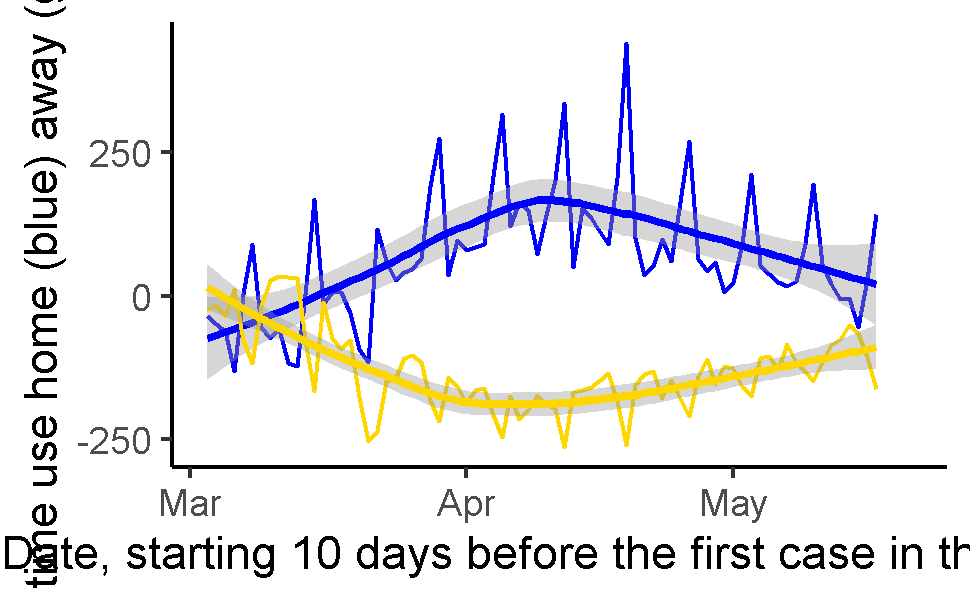 time use home (blue) away (
250
0
-250
Mar Apr May
Date, starting 10 days before the first case in th